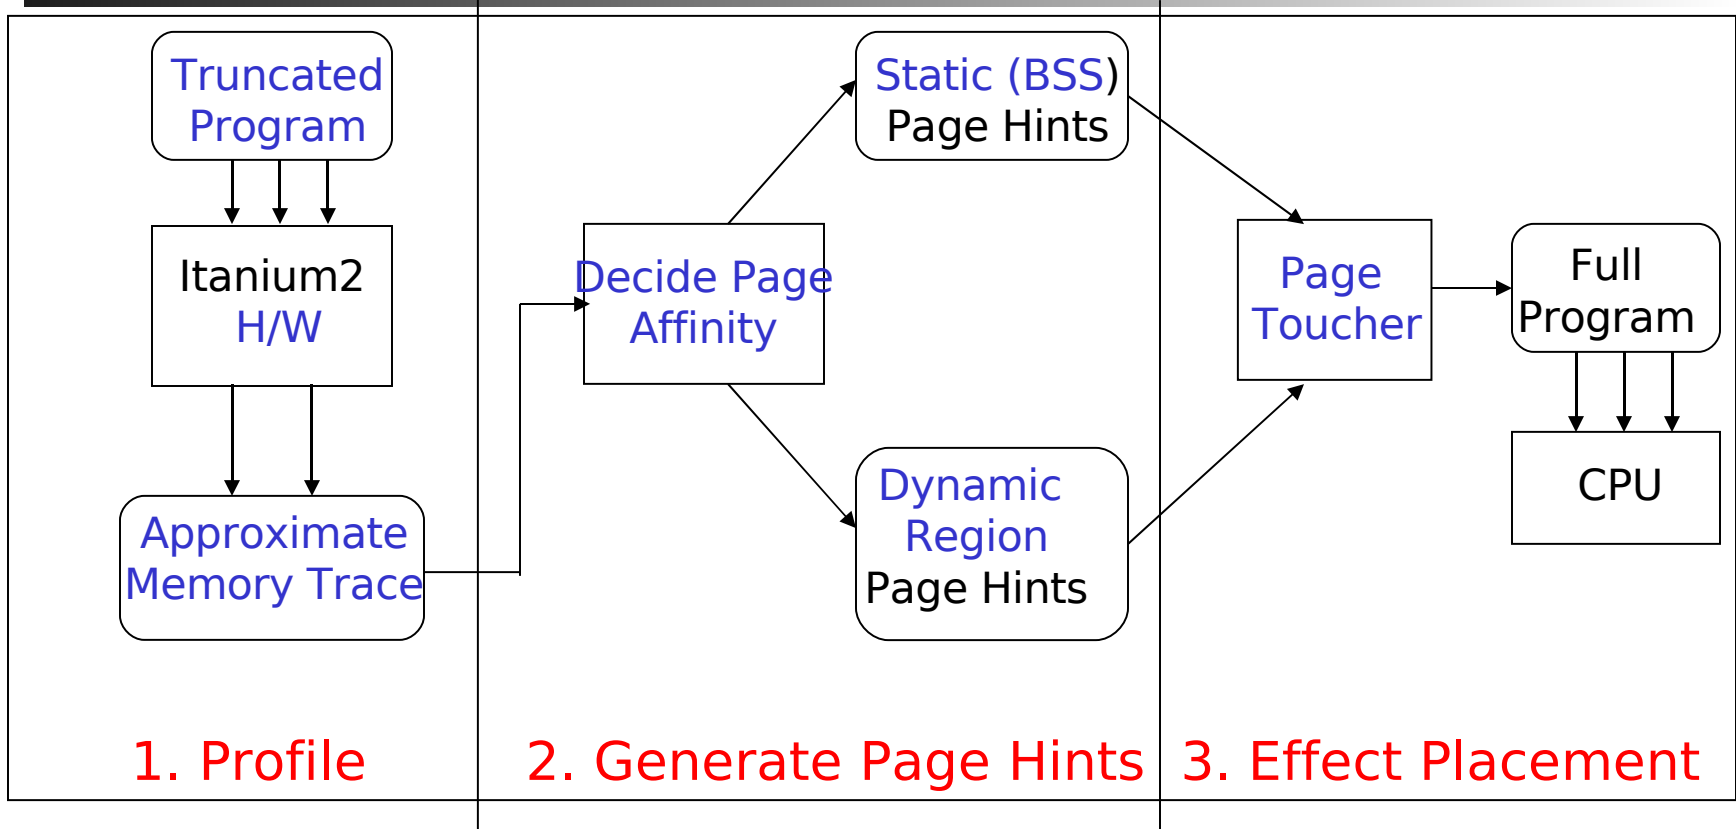 Truncated
Program
Itanium2
H/W
Approximate
Memory Trace
1. Profile
Decide Page
Affinity
Static (BSS)
Page Hints
Dynamic
Region
Page Hints
2. Generate Page Hints
Page
Toucher
Full
Program
CPU
3. Effect Placement